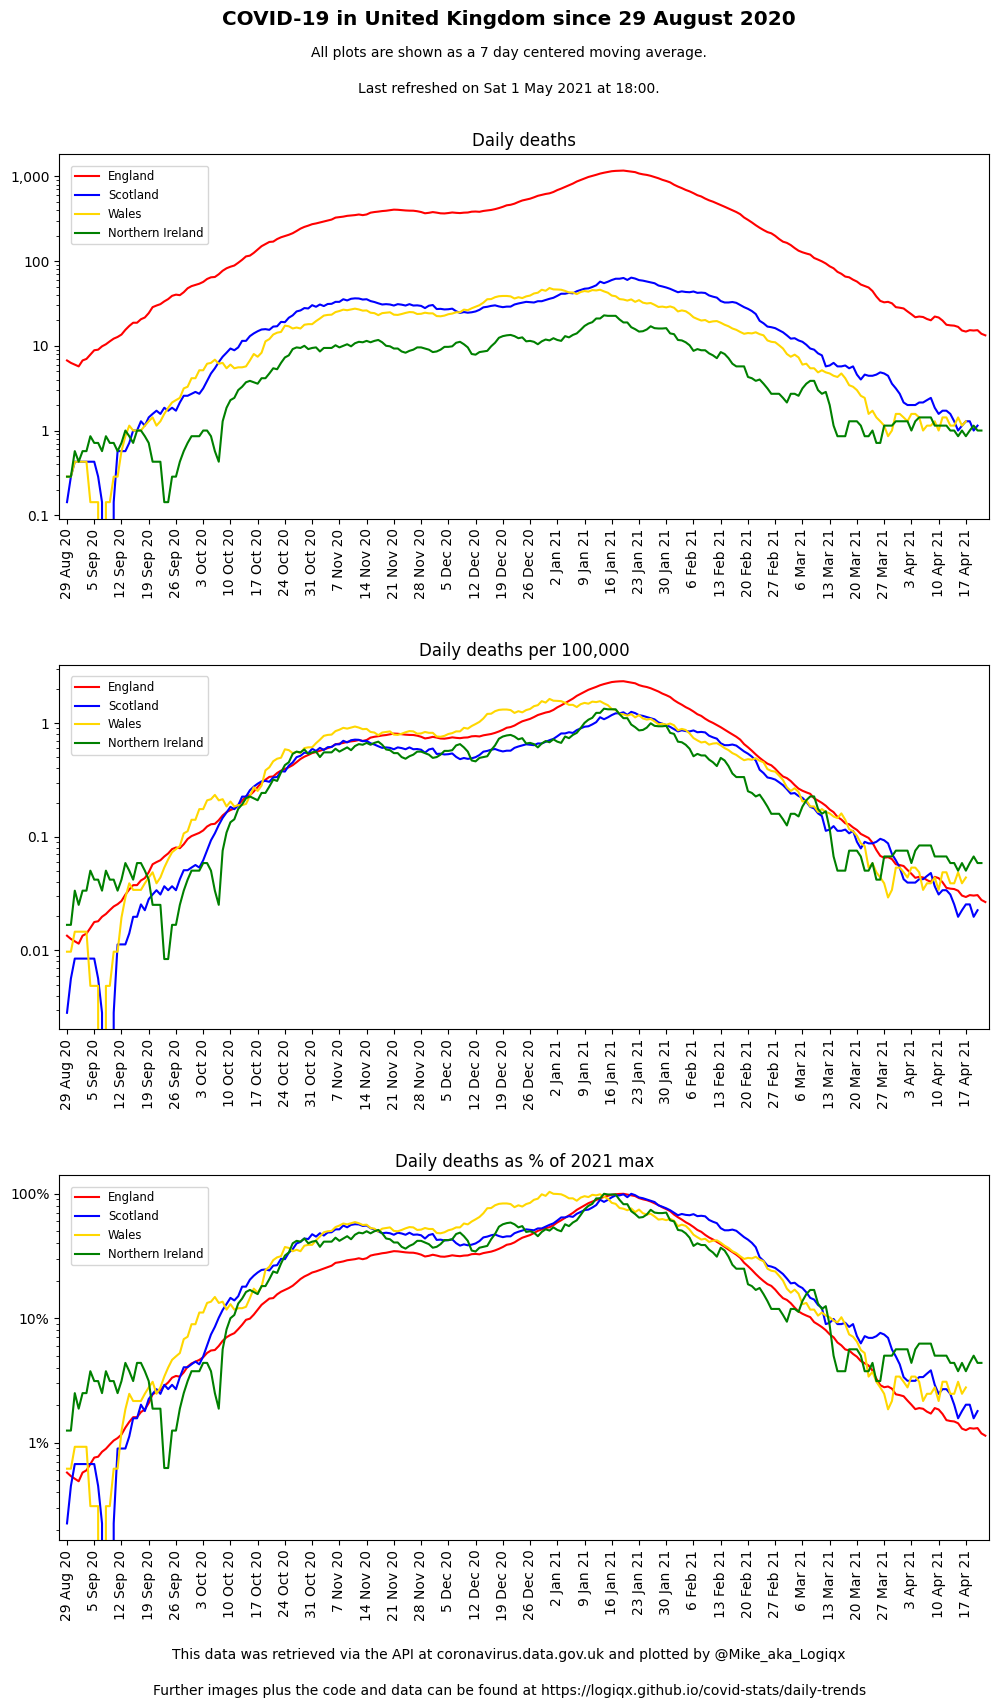 COVID-19 in United Kingdom since 29 August 2020
All plots are shown as a 7 day centered moving average.
Last refreshed on Sat 1 May 2021 at 18:00.
Daily deaths
1,000
100
10
1
0.1
England
Scotland
Wales
Northern Ireland
29 Aug 20
5 Sep 20
12 Sep 20
19 Sep 20
26 Sep 20
3 Oct 20
10 Oct 20
17 Oct 20
24 Oct 20
31 Oct 20
7 Nov 20
14 Nov 20
21 Nov 20
28 Nov 20
5 Dec 20
12 Dec 20
19 Dec 20
26 Dec 20
2 Jan 21
9 Jan 21
16 Jan 21
23 Jan 21
30 Jan 21
6 Feb 21
13 Feb 21
20 Feb 21
27 Feb 21
6 Mar 21
13 Mar 21
20 Mar 21
27 Mar 21
3 Apr 21
10 Apr 21
17 Apr 21
Daily deaths per 100,000
1
0.1
0.01
England
Scotland
Wales
Northern Ireland
29 Aug 20
5 Sep 20
12 Sep 20
19 Sep 20
26 Sep 20
3 Oct 20
10 Oct 20
17 Oct 20
24 Oct 20
31 Oct 20
7 Nov 20
14 Nov 20
21 Nov 20
28 Nov 20
5 Dec 20
12 Dec 20
19 Dec 20
26 Dec 20
2 Jan 21
9 Jan 21
16 Jan 21
23 Jan 21
30 Jan 21
6 Feb 21
13 Feb 21
20 Feb 21
27 Feb 21
6 Mar 21
13 Mar 21
20 Mar 21
27 Mar 21
3 Apr 21
10 Apr 21
17 Apr 21
Daily deaths as % of 2021 max
100%
10%
1%
England
Scotland
Wales
Northern Ireland
29 Aug 20
5 Sep 20
12 Sep 20
19 Sep 20
26 Sep 20
3 Oct 20
10 Oct 20
17 Oct 20
24 Oct 20
31 Oct 20
7 Nov 20
14 Nov 20
21 Nov 20
28 Nov 20
5 Dec 20
12 Dec 20
19 Dec 20
26 Dec 20
2 Jan 21
9 Jan 21
16 Jan 21
23 Jan 21
30 Jan 21
6 Feb 21
13 Feb 21
20 Feb 21
27 Feb 21
6 Mar 21
13 Mar 21
20 Mar 21
27 Mar 21
3 Apr 21
10 Apr 21
17 Apr 21
This data was retrieved via the API at coronavirus.data.gov.uk and plotted by @Mike_aka_Logiqx
Further images plus the code and data can be found at https://logiqx.github.io/covid-stats/daily-trends